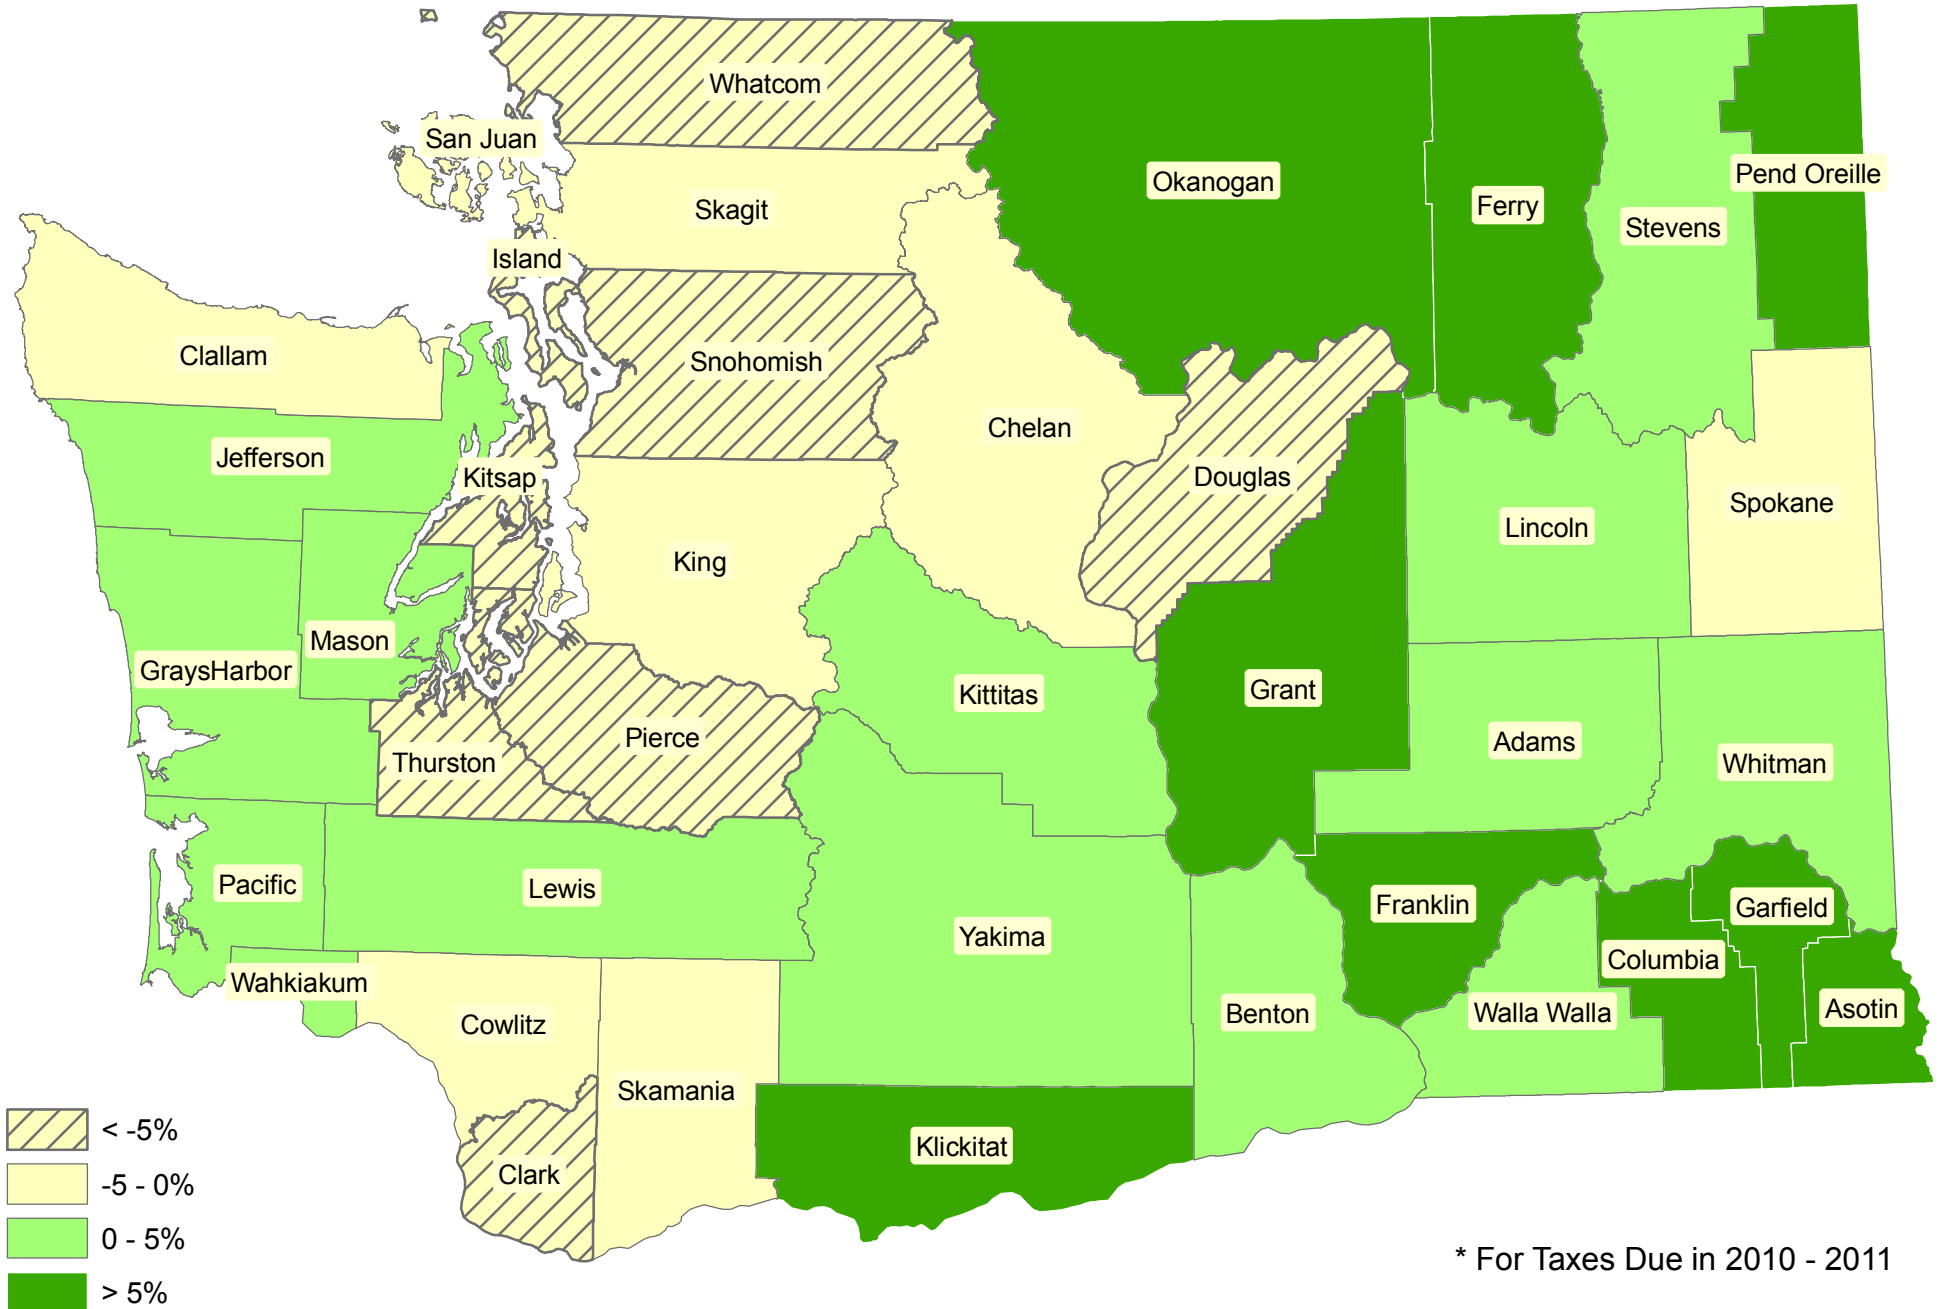 Whatcom
San Juan
Pend Oreille
Okanogan
Ferry
Skagit
Stevens
Island
Clallam
Snohomish
Chelan
Jefferson
Kitsap
Douglas
Spokane
Lincoln
King
Mason
GraysHarbor
Kittitas
Grant
Pierce
Adams
Thurston
Whitman
Pacific
Lewis
Franklin
Garfield
Yakima
Columbia
Wahkiakum
Asotin
Benton
Walla Walla
Cowlitz
Skamania
Klickitat
Clark
< -5%
-5 - 0%
0 - 5%
> 5%
* For Taxes Due in 2010 - 2011